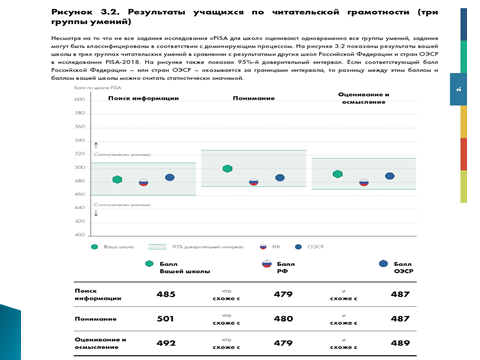 Рисунок 3.2. Результаты учащихся по читательской грамотности (три
группы умений)
Несмотря на то что не все задания исследования «PISA для школ» оценивают одновременно все группы умений, задания
могут быть классифицированы в соответствии с доминирующим процессом. На рисунке 3.2 показаны результаты вашей
школы в трех группах читательских умений в сравнении с результатами других школ Российской Федерации и стран ОЭСР
в исследовании PISA-2018. На рисунке также показан 95%-й доверительный интервал. Если соответствующий балл
Российской Федерации – или стран ОЭСР – оказывается за границами интервала, то разницу между этим баллом и
баллом вашей школы можно считать статистически значимой.
Балл по шкале PISA
600
580
560
540
520
500
480
460
440
420
400
Поиск информации
Понимание
Оценивание и
осмысление
Статистически значимо
Статистически значимо
Ваша школа
95% доверительный интервал
РФ
ОЭСР
3.
Балл
Вашей школы
Балл
РФ
Балл
ОЭСР
Поиск
информации
485
что
схоже с
479
и
схоже с
487
Понимание
501
что
схоже с
480
и
схоже с
487
Оценивание и
осмысление
492
что
схоже с
479
и
схоже с
489